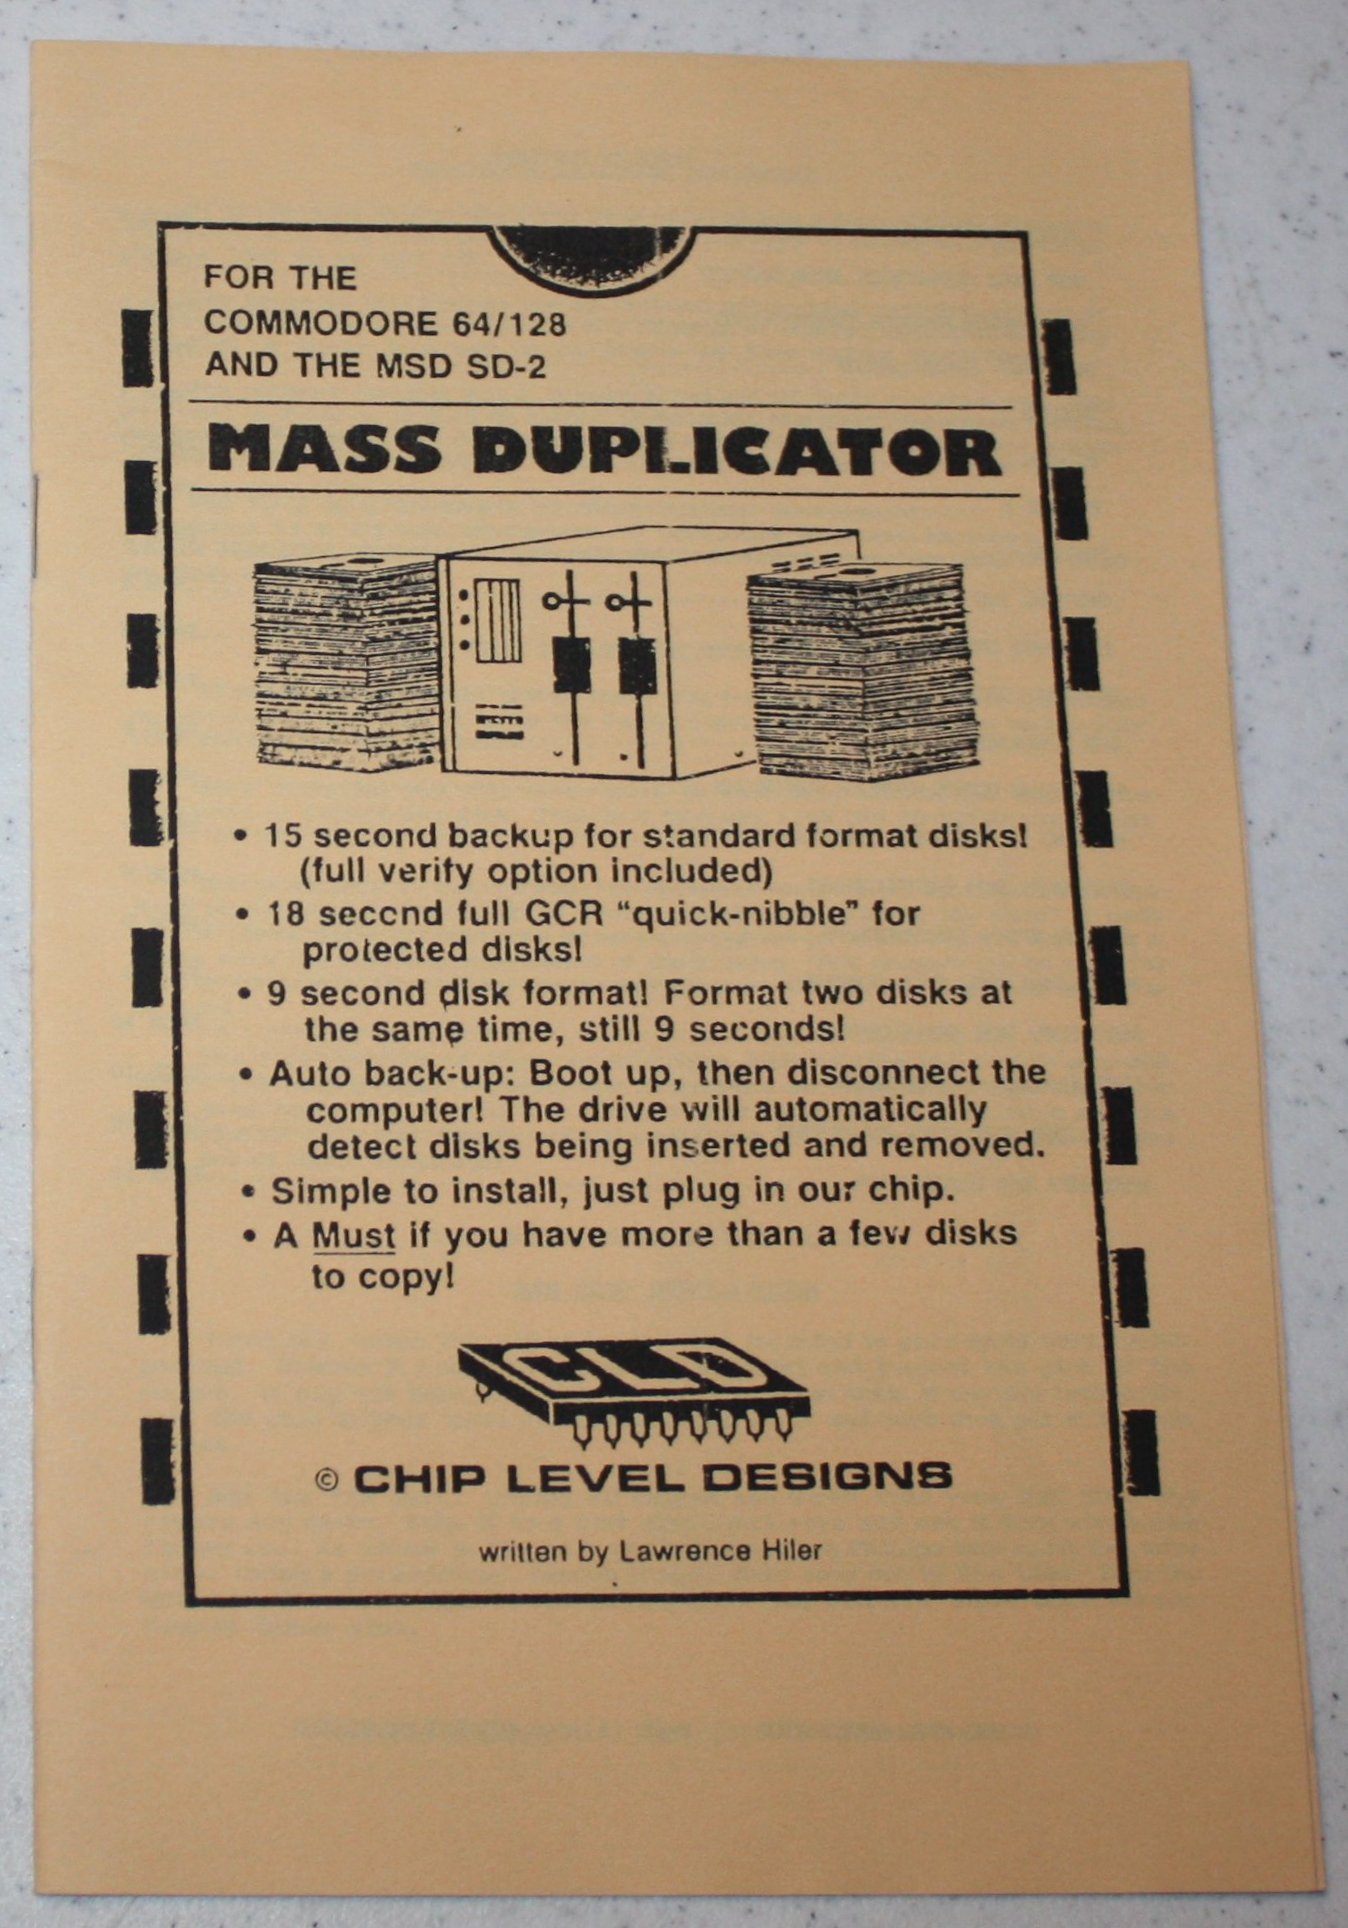 FOR THE
COMMODORE 64/128
AND THE MSD SD-2
MASS DUPLICATOR
• 15 second backup for standard format disks!
(full verify option included)
• 18 second full GCR "quick-nibble" for
protected disks!
• 9 second disk format! Format two disks at
the same time, still 9 seconds!
• Auto back-up: Boot up, then disconnect the
computer! The drive will automatically
detect disks being inserted and removed.
• Simple to install, just plug in our chip.
• A Must if you have more than a few disks
to copy!
CLD
© CHIP LEVEL DESIGNS
written by Lawrence Hiler